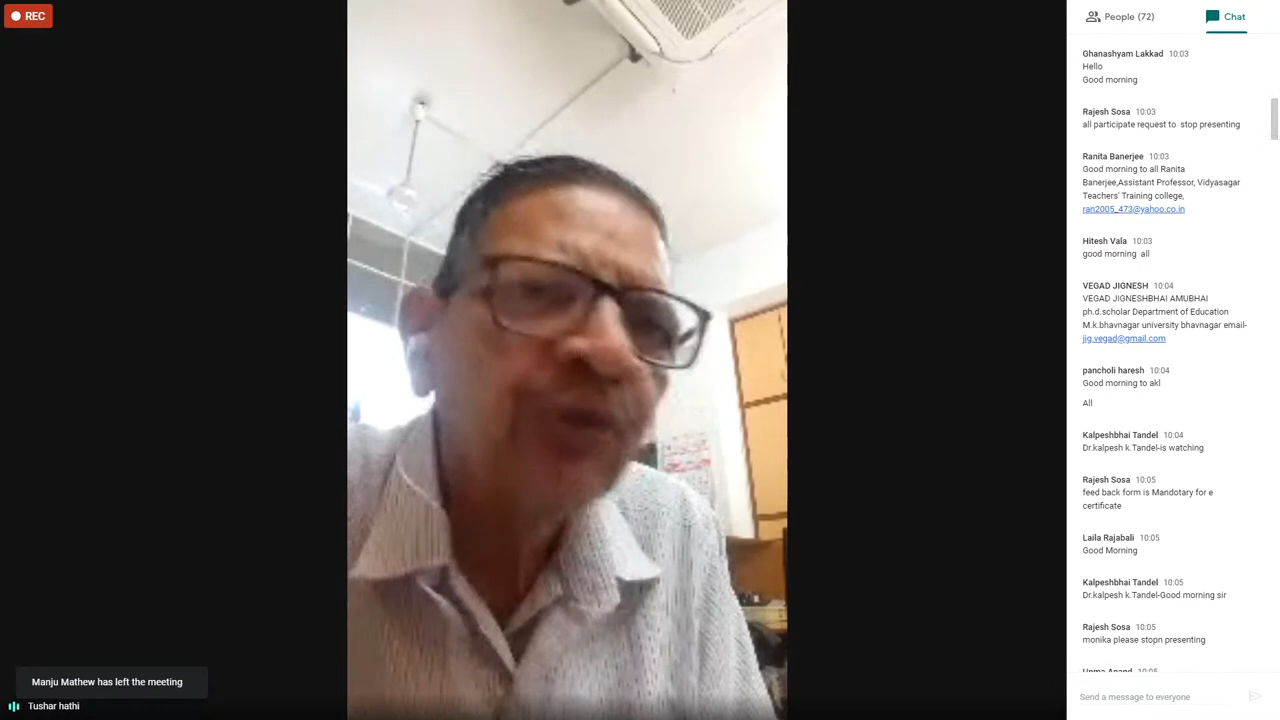 REC
People (72)
Chat
Ghanashyam Lakkad 10:03
Hello
Good morning
Rajesh Sosa 10:03
all participate request to stop presenting
Ranita Banerjee 10:03
Good morning to all Ranita
Banerjee,Assistant Professor, Vidyasagar
Teachers' Training college,
ran2005_473@yahoo.co.in
Hitesh Vala 10:03
good morning all
VEGAD JIGNESH 10:04
VEGAD JIGNESHBHAI AMUBHAI
ph.d.scholar Department of Education
M.k.bhavnagar university bhavnagar email-
jig.vegad@gmail.com
pancholi haresh 10:04
Good morning to akl
All
Kalpeshbhai Tandel 10:04
Dr.kalpesh k.Tandel-is watching
Rajesh Sosa 10:05
feed back form is Mandotary for e
certificate
Laila Rajabali 10:05
Good Morning
Kalpeshbhai Tandel 10:05
Dr.kalpesh k.Tandel-Good morning sir
Rajesh Sosa 10:05
monika please stopn presenting
Send a message to everyone
Manju Mathew has left the meeting
Tushar hathi